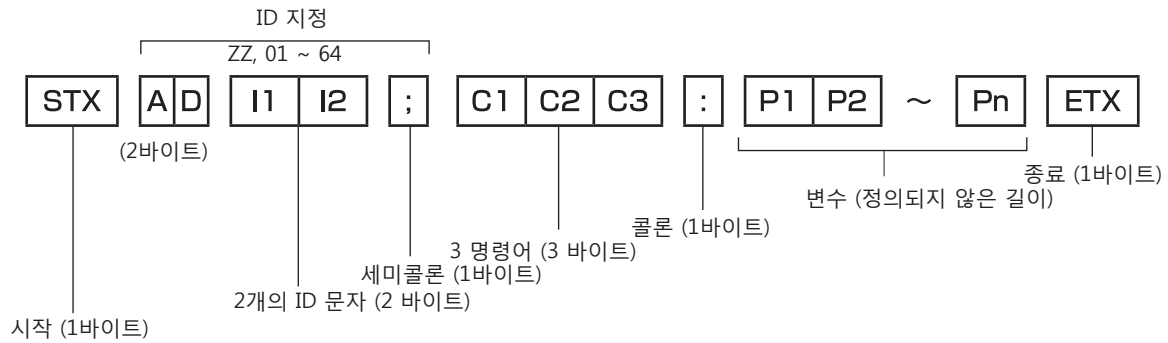 ID 지정
ZZ, 01 ~ 64
STX A D I1 I2 ; C1 C2 C3 : P1 P2 ~ Pn ETX
(2바이트)
종료 (1바이트)
변수 (정의되지 않은 길이)
콜론 (1바이트)
3 명령어 (3 바이트)
세미콜론 (1바이트)
2개의 ID 문자 (2 바이트)
시작 (1바이트)